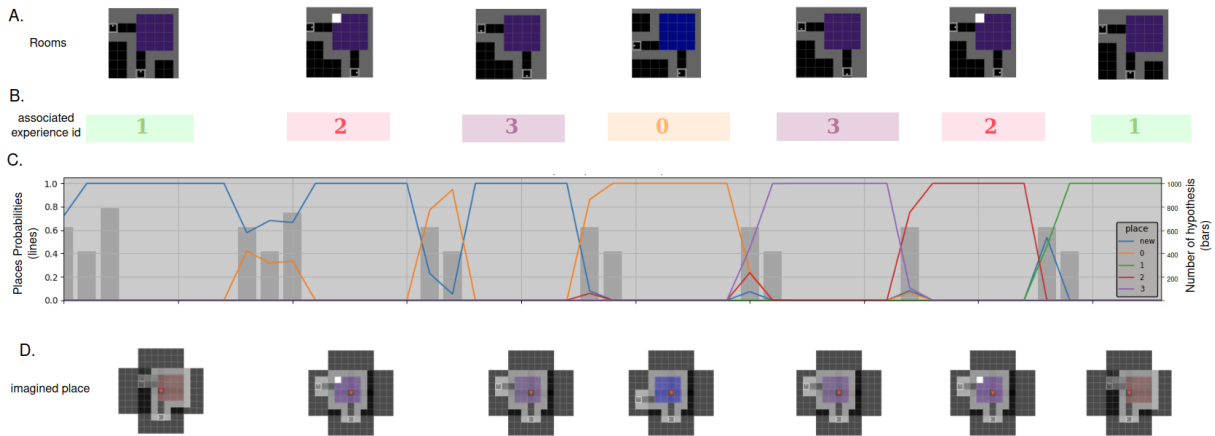 A.
Rooms
B.
associated
experience id
1
2
3
0
3
2
1
C.
Places Probabilities
(lines)
1.0
0.8
0.6
0.4
0.2
0.0
1000
800
600
400
200
0
Number of hypothesis
(bars)
place
new
0
1
2
3
D.
imagined place